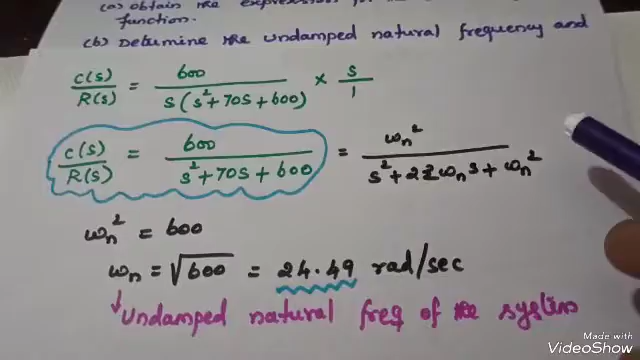 (a) obtain the expression for the
function.
(b) Determine the undamped natural frequency and
C(s)/R(s) = 600/s(s²+70s+600) × s/1
C(s)/R(s) = 600/s²+70s+600 = ωn²/s²+2ξωns+ωn²
ωn² = 600
ωn = √600 = 24.49 rad/sec
↓ Undamped natural freq of the system
Made with
VideoShow